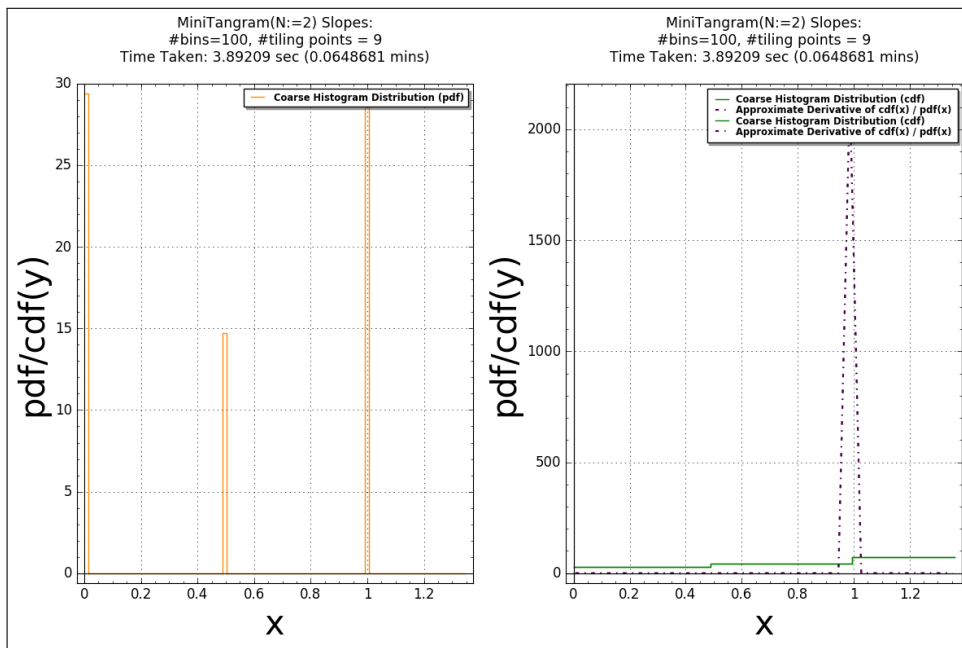 MiniTangram(N:=2) Slopes:
#bins=100, #tiling points = 9
Time Taken: 3.89209 sec (0.0648681 mins)
Coarse Histogram Distribution (pdf)
30
25
20
15
10
5
0
pdf/cdf(y)
0 0.2 0.4 0.6 0.8 1 1.2
x
MiniTangram(N:=2) Slopes:
#bins=100, #tiling points = 9
Time Taken: 3.89209 sec (0.0648681 mins)
Coarse Histogram Distribution (cdf)
Approximate Derivative of cdf(x) / pdf(x)
Coarse Histogram Distribution (cdf)
Approximate Derivative of cdf(x) / pdf(x)
2000
1500
1000
500
0
pdf/cdf(y)
0 0.2 0.4 0.6 0.8 1 1.2
x